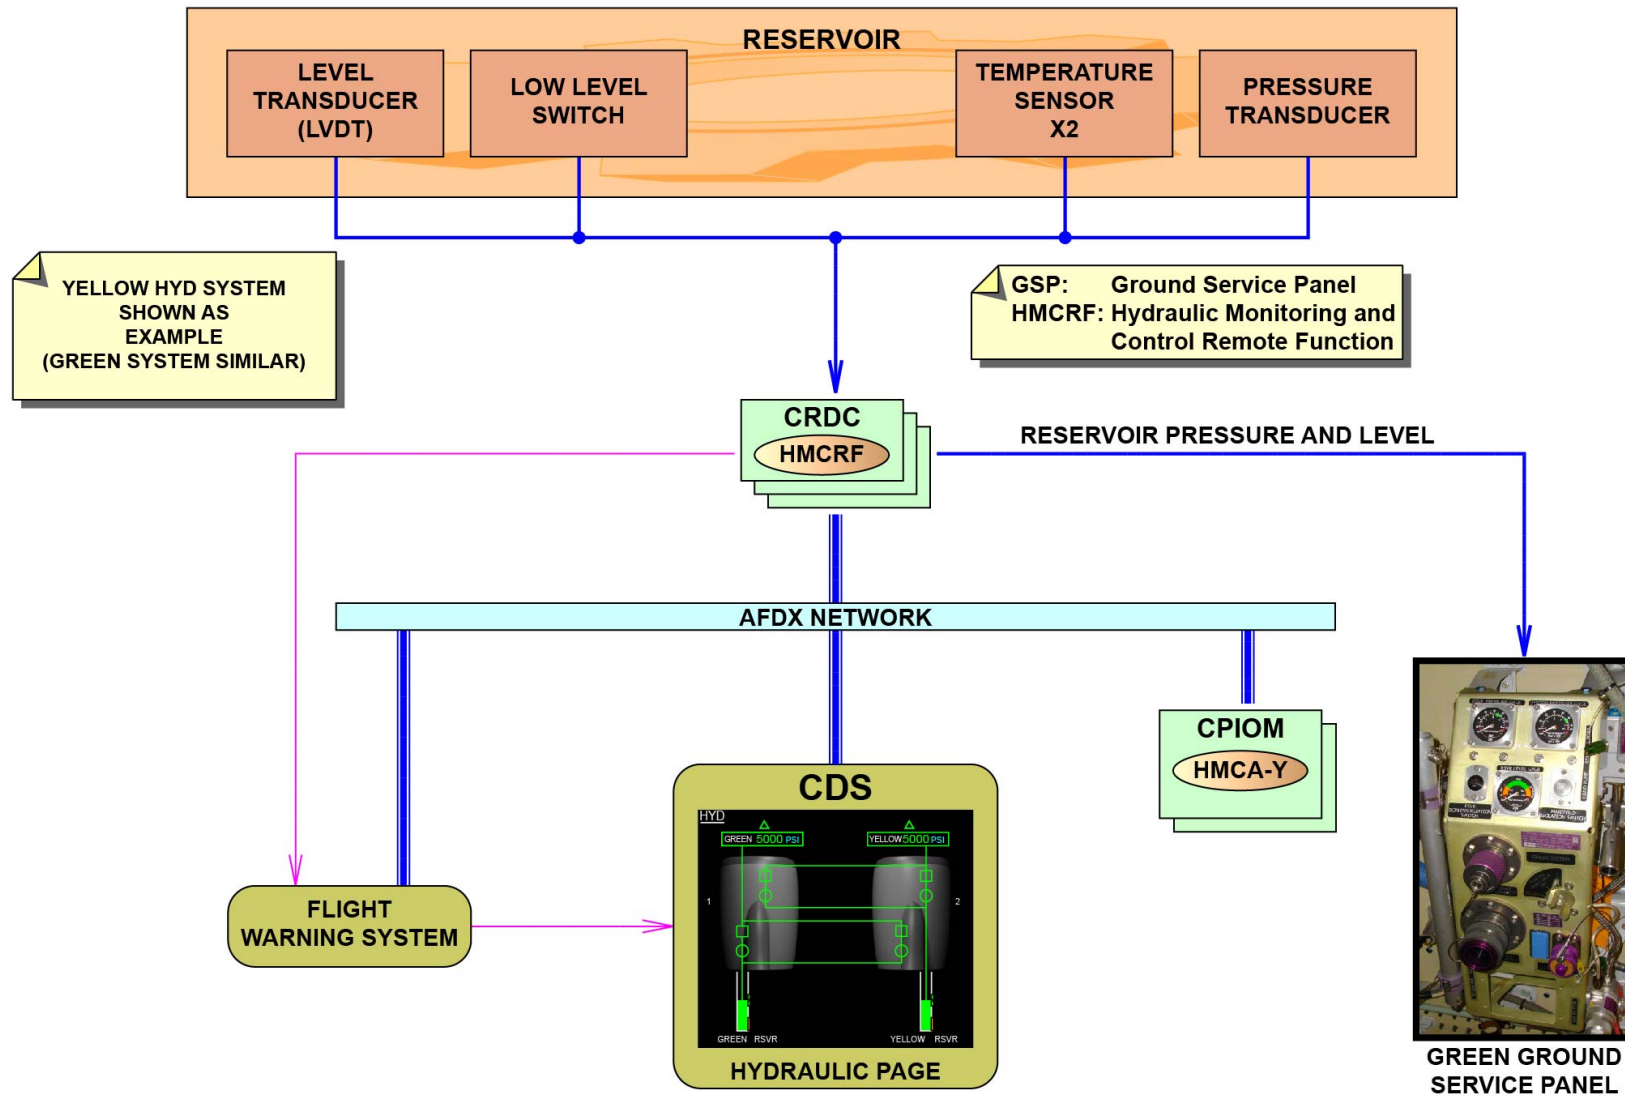 RESERVOIR
LEVEL
TRANSDUCER
(LVDT)
LOW LEVEL
SWITCH
TEMPERATURE
SENSOR
X2
PRESSURE
TRANSDUCER
YELLOW HYD SYSTEM
SHOWN AS
EXAMPLE
(GREEN SYSTEM SIMILAR)
GSP: Ground Service Panel
HMCRF: Hydraulic Monitoring and
Control Remote Function
CRDC
HMCRF
RESERVOIR PRESSURE AND LEVEL
AFDX NETWORK
CPIOM
HMCA-Y
FLIGHT
WARNING SYSTEM
CDS
HYD
GREEN 5000 PSI
YELLOW 5000 PSI
1
2
GREEN RSVR
YELLOW RSVR
HYDRAULIC PAGE
GREEN GROUND
SERVICE PANEL